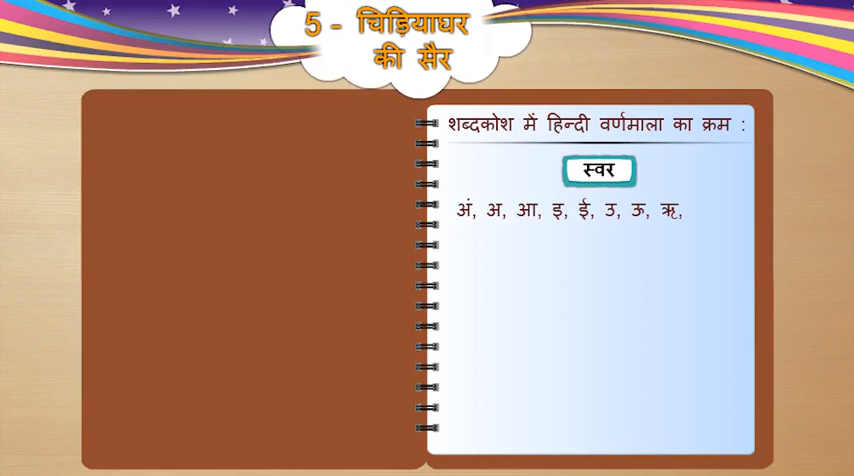 5 - चिड़ियाघर
की सैर
शब्दकोश में हिन्दी वर्णमाला का क्रम :
स्वर
अं, अ, आ, इ, ई, उ, ऊ, ऋ,